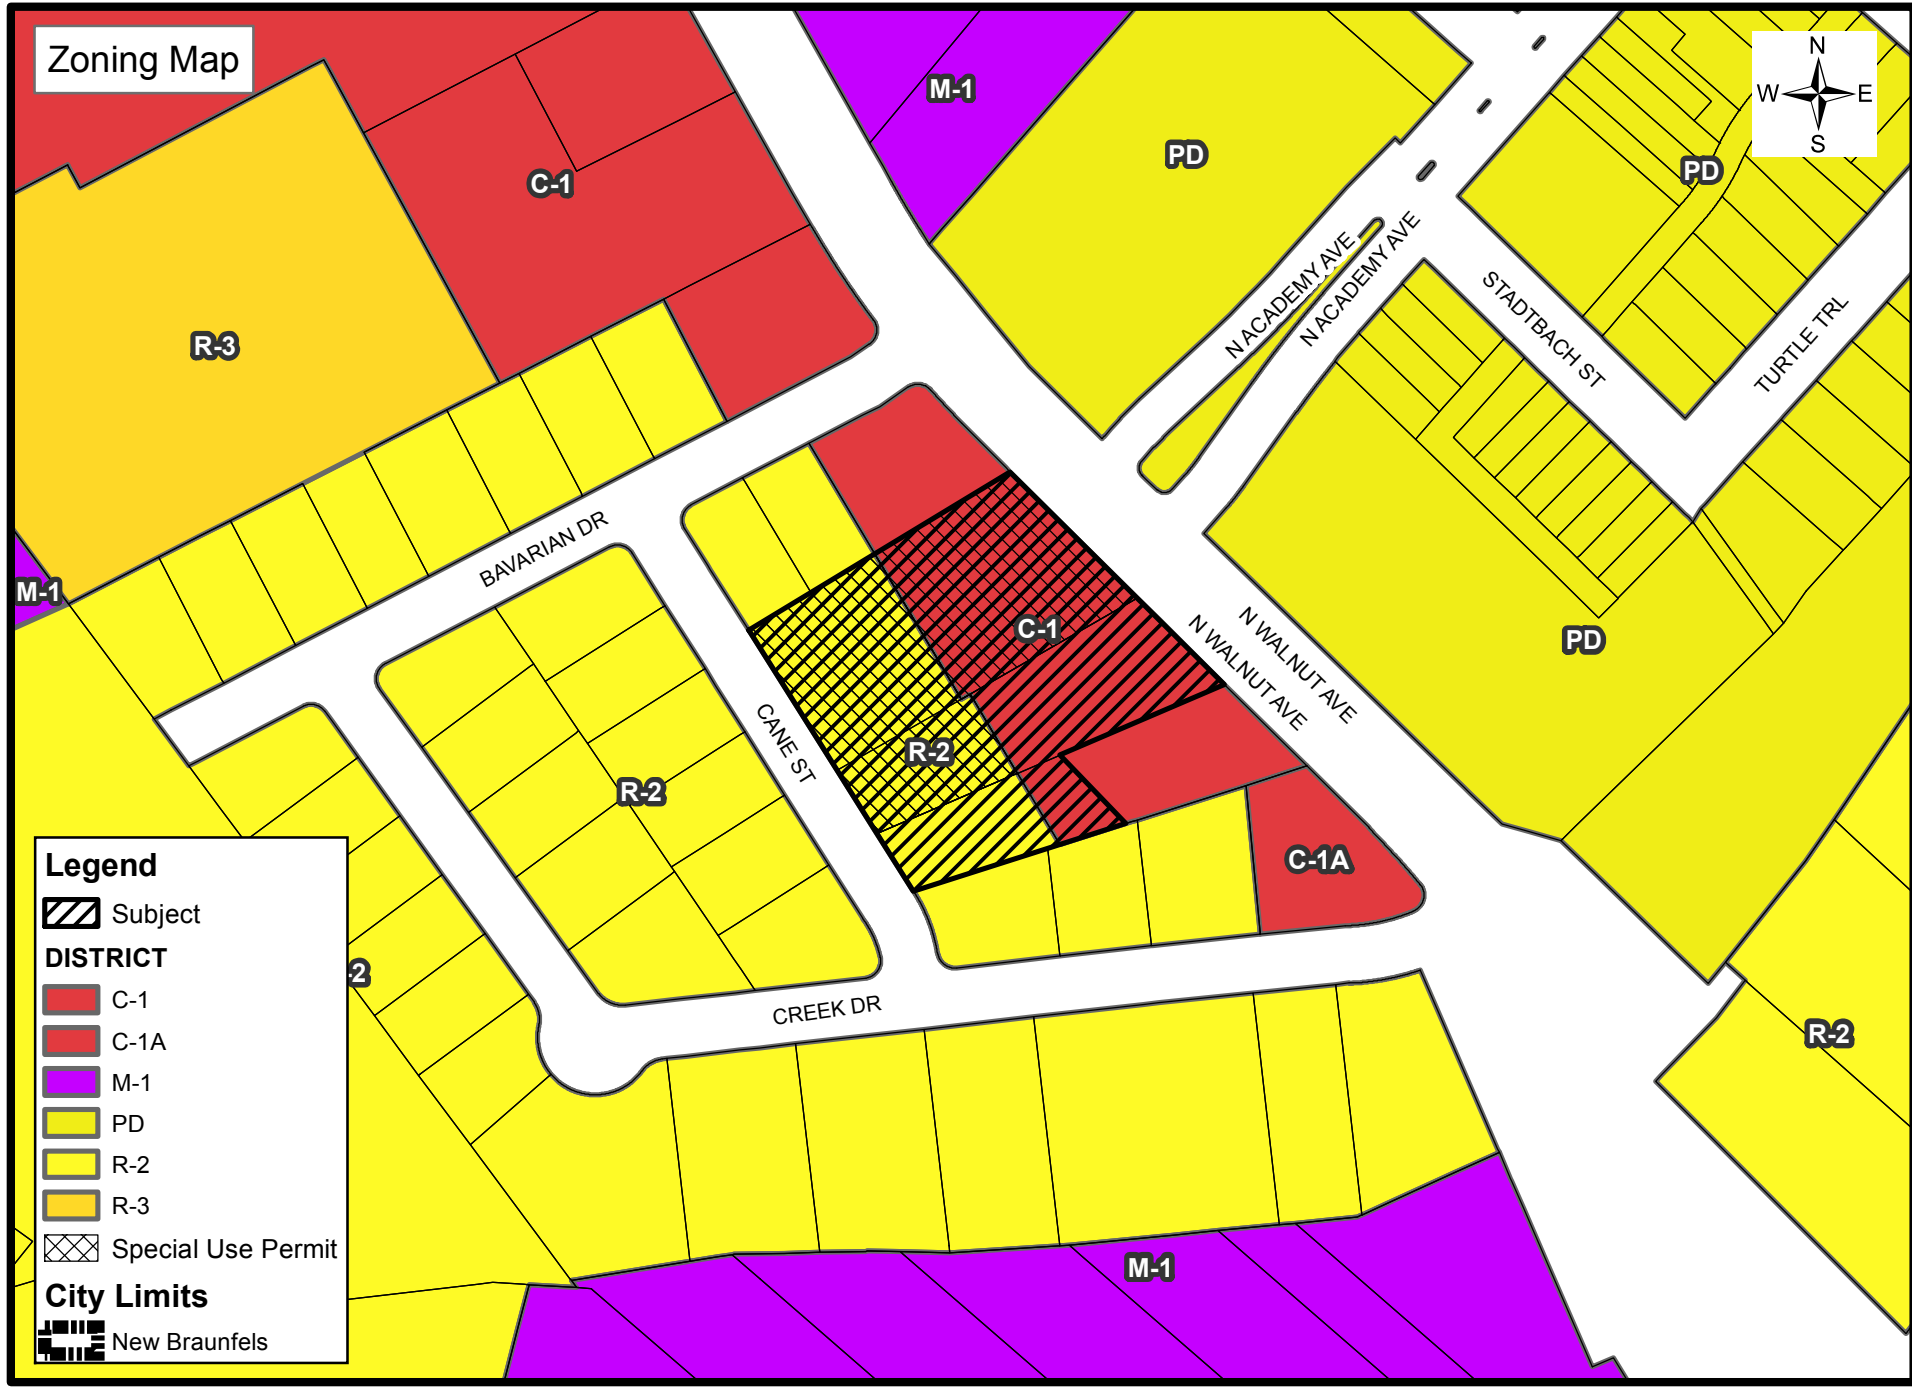 Zoning Map
N
W E
S
M-1
PD
PD
C-1
N ACADEMY AVE
N ACADEMY AVE
STADTBACH ST
TURTLE TRL
R-3
BAVARIAN DR
M-1
C-1
N WALNUT AVE
N WALNUT AVE
PD
CANE ST
R-2
R-2
C-1A
-2
CREEK DR
R-2
M-1
Legend
Subject
DISTRICT
C-1
C-1A
M-1
PD
R-2
R-3
Special Use Permit
City Limits
New Braunfels